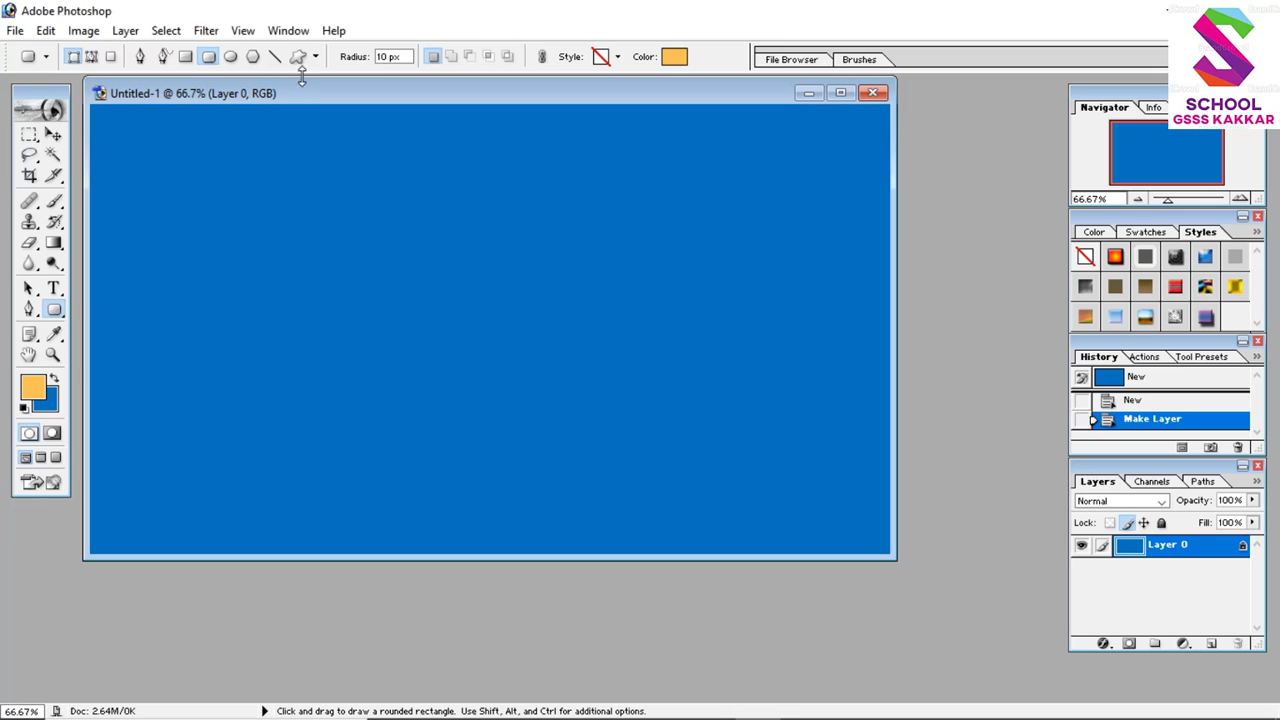 Adobe Photoshop
File Edit Image Layer Select Filter View Window Help
Radius: 10 px Style: Color: File Browser Brushes
SCHOOL
GSSS KAKKAR
Untitled-1 @ 66.7% (Layer 0, RGB)
Navigator Info
66.67%
Color Swatches Styles
History Actions Tool Presets
New
New
Make Layer
Layers Channels Paths
Normal Opacity: 100%
Lock: Fill: 100%
Layer 0
66.67% Doc: 2.64M/0K Click and drag to draw a rounded rectangle. Use Shift, Alt, and Ctrl for additional options.